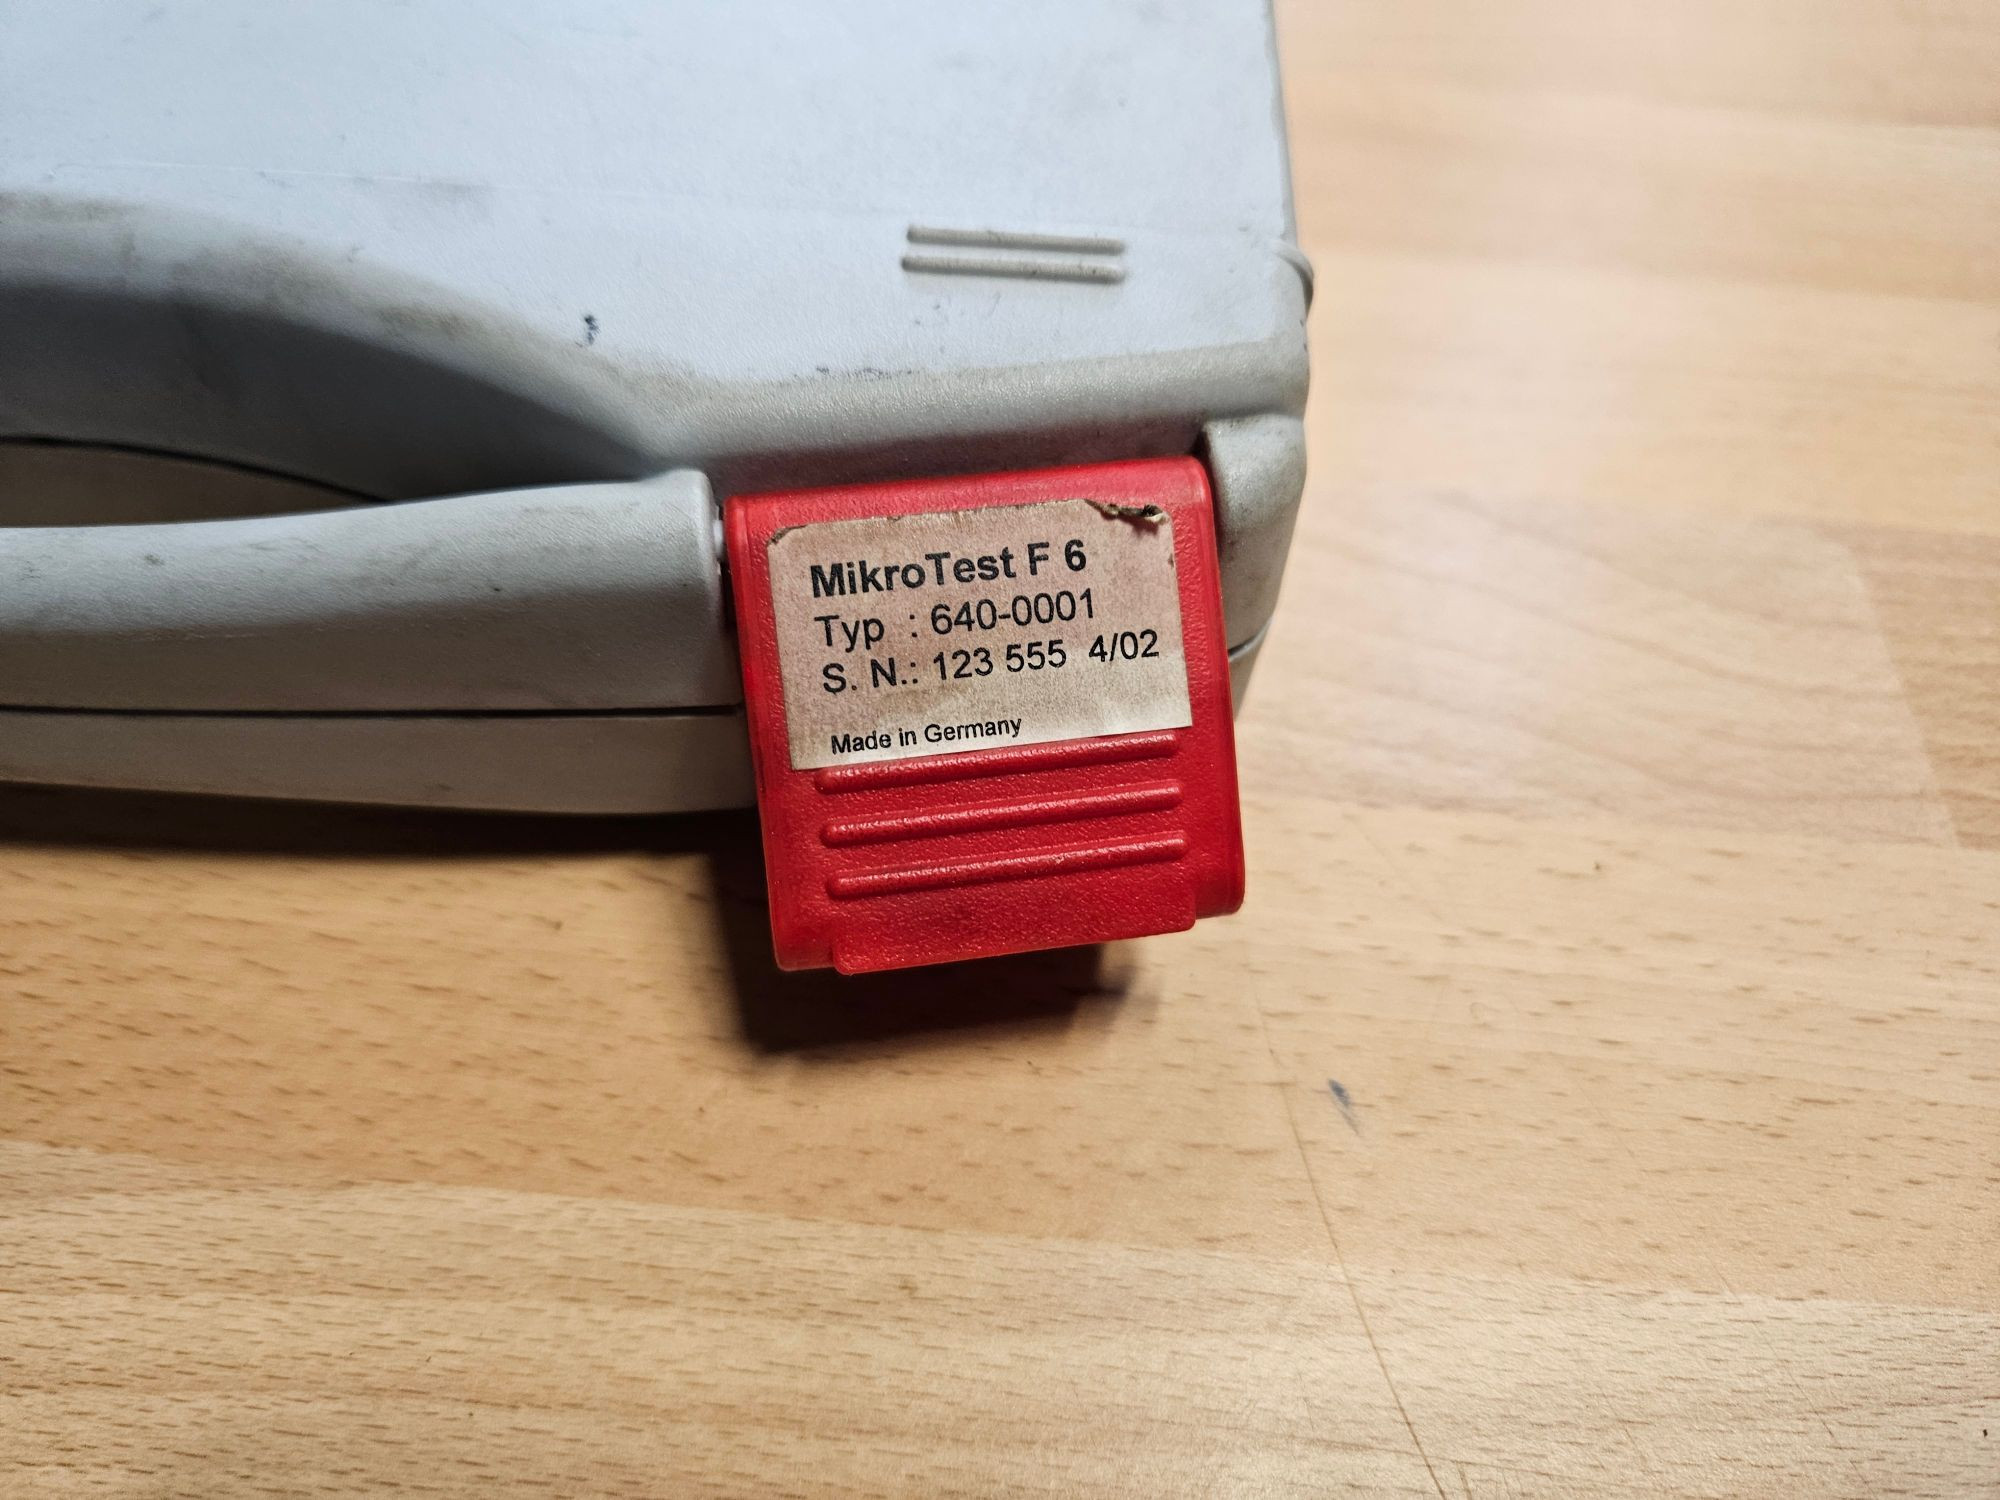 MikroTest F 6
Typ : 640-0001
S. N.: 123 555 4/02
Made in Germany